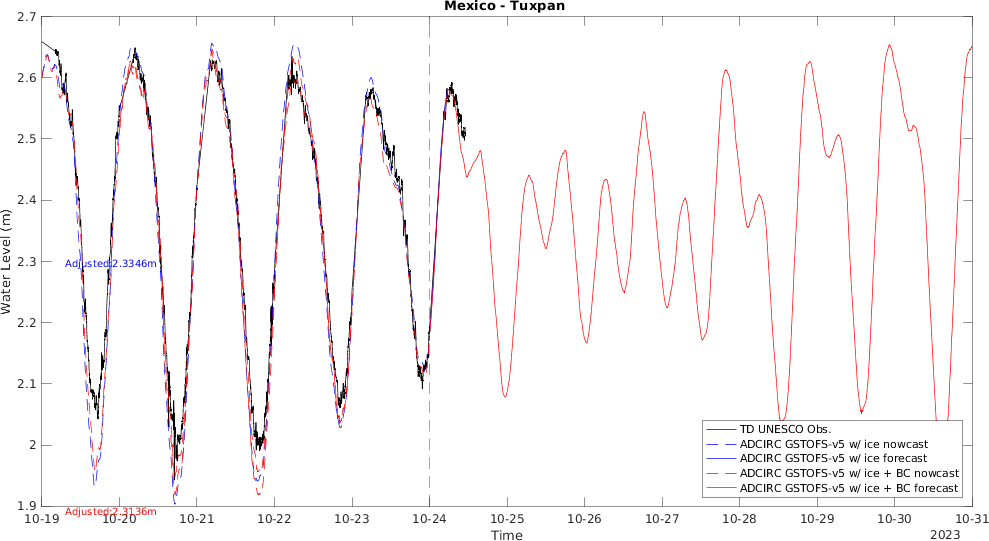 Mexico - Tuxpan
2.7
2.6
2.5
2.4
2.3
2.2
2.1
2
1.9
Water Level (m)
Adjusted:2.3346m
Adjusted:2.3136m
TD UNESCO Obs.
ADCIRC GSTOFS-v5 w/ ice nowcast
ADCIRC GSTOFS-v5 w/ ice forecast
ADCIRC GSTOFS-v5 w/ ice + BC nowcast
ADCIRC GSTOFS-v5 w/ ice + BC forecast
10-19 10-20 10-21 10-22 10-23 10-24 10-25 10-26 10-27 10-28 10-29 10-30 10-31
Time
2023